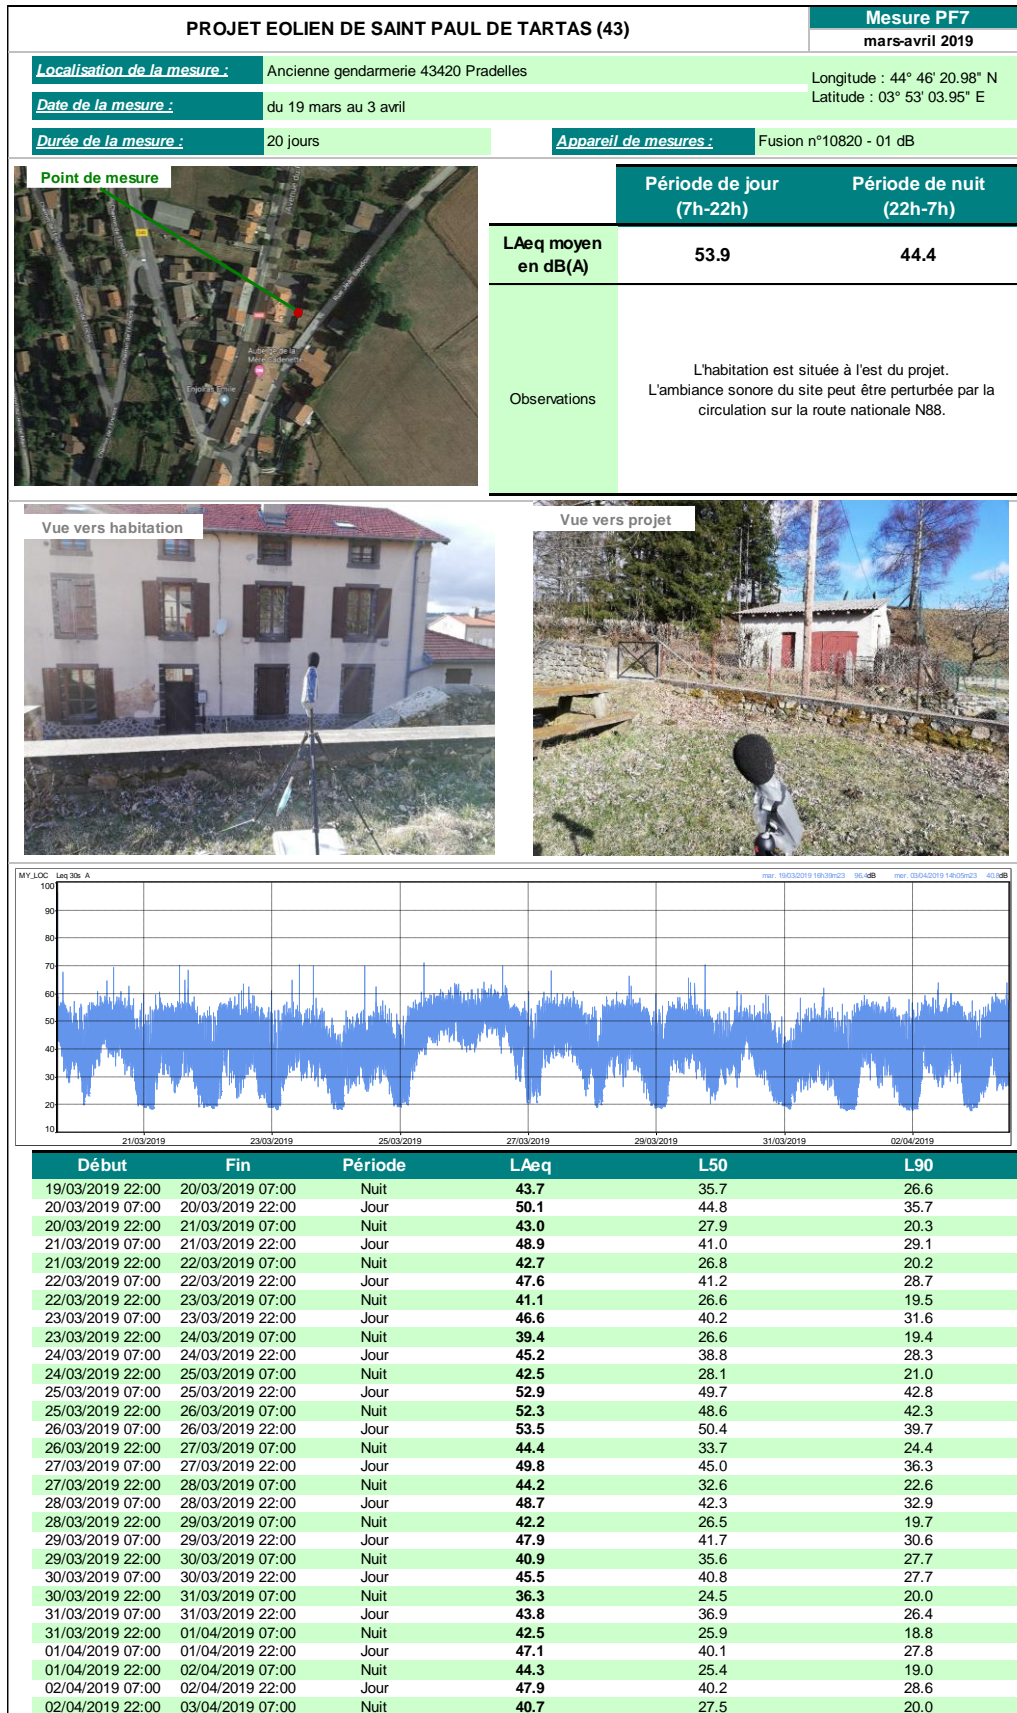 PROJET EOLIEN DE SAINT PAUL DE TARTAS (43)
Mesure PF7
mars-avril 2019
Localisation de la mesure :
Ancienne gendarmerie 43420 Pradelles
Longitude : 44° 46' 20.98" N
Latitude : 03° 53' 03.95" E
Date de la mesure :
du 19 mars au 3 avril
Durée de la mesure :
20 jours
Appareil de mesures :
Fusion n°10820 - 01 dB
Point de mesure
Auberge de la
Enjolras Emile
Période de jour
(7h-22h)
Période de nuit
(22h-7h)
LAeq moyen
en dB(A)
53.9
44.4
Observations
L'habitation est située à l'est du projet.
L'ambiance sonore du site peut être perturbée par la
circulation sur la route nationale N88.
Vue vers habitation
Vue vers projet
MY_LOC Leq 30s A
mar. 19/03/2019 16h39m23 96.4dB mer. 03/04/2019 14h05m23 40.8dB
100
90
80
70
60
50
40
30
20
10
21/03/2019 23/03/2019 25/03/2019 27/03/2019 29/03/2019 31/03/2019 02/04/2019
Début Fin Période LAeq L50 L90
19/03/2019 22:00 20/03/2019 07:00 Nuit 43.7 35.7 26.6
20/03/2019 07:00 20/03/2019 22:00 Jour 50.1 44.8 35.7
20/03/2019 22:00 21/03/2019 07:00 Nuit 43.0 27.9 20.3
21/03/2019 07:00 21/03/2019 22:00 Jour 48.9 41.0 29.1
21/03/2019 22:00 22/03/2019 07:00 Nuit 42.7 26.8 20.2
22/03/2019 07:00 22/03/2019 22:00 Jour 47.6 41.2 28.7
22/03/2019 22:00 23/03/2019 07:00 Nuit 41.1 26.6 19.5
23/03/2019 07:00 23/03/2019 22:00 Jour 46.6 40.2 31.6
23/03/2019 22:00 24/03/2019 07:00 Nuit 39.4 26.6 19.4
24/03/2019 07:00 24/03/2019 22:00 Jour 45.2 38.8 28.3
24/03/2019 22:00 25/03/2019 07:00 Nuit 42.5 28.1 21.0
25/03/2019 07:00 25/03/2019 22:00 Jour 52.9 49.7 42.8
25/03/2019 22:00 26/03/2019 07:00 Nuit 52.3 48.6 42.3
26/03/2019 07:00 26/03/2019 22:00 Jour 53.5 50.4 39.7
26/03/2019 22:00 27/03/2019 07:00 Nuit 44.4 33.7 24.4
27/03/2019 07:00 27/03/2019 22:00 Jour 49.8 45.0 36.3
27/03/2019 22:00 28/03/2019 07:00 Nuit 44.2 32.6 22.6
28/03/2019 07:00 28/03/2019 22:00 Jour 48.7 42.3 32.9
28/03/2019 22:00 29/03/2019 07:00 Nuit 42.2 26.5 19.7
29/03/2019 07:00 29/03/2019 22:00 Jour 47.9 41.7 30.6
29/03/2019 22:00 30/03/2019 07:00 Nuit 40.9 35.6 27.7
30/03/2019 07:00 30/03/2019 22:00 Jour 45.5 40.8 27.7
30/03/2019 22:00 31/03/2019 07:00 Nuit 36.3 24.5 20.0
31/03/2019 07:00 31/03/2019 22:00 Jour 43.8 36.9 26.4
31/03/2019 22:00 01/04/2019 07:00 Nuit 42.5 25.9 18.8
01/04/2019 07:00 01/04/2019 22:00 Jour 47.1 40.1 27.8
01/04/2019 22:00 02/04/2019 07:00 Nuit 44.3 25.4 19.0
02/04/2019 07:00 02/04/2019 22:00 Jour 47.9 40.2 28.6
02/04/2019 22:00 03/04/2019 07:00 Nuit 40.7 27.5 20.0